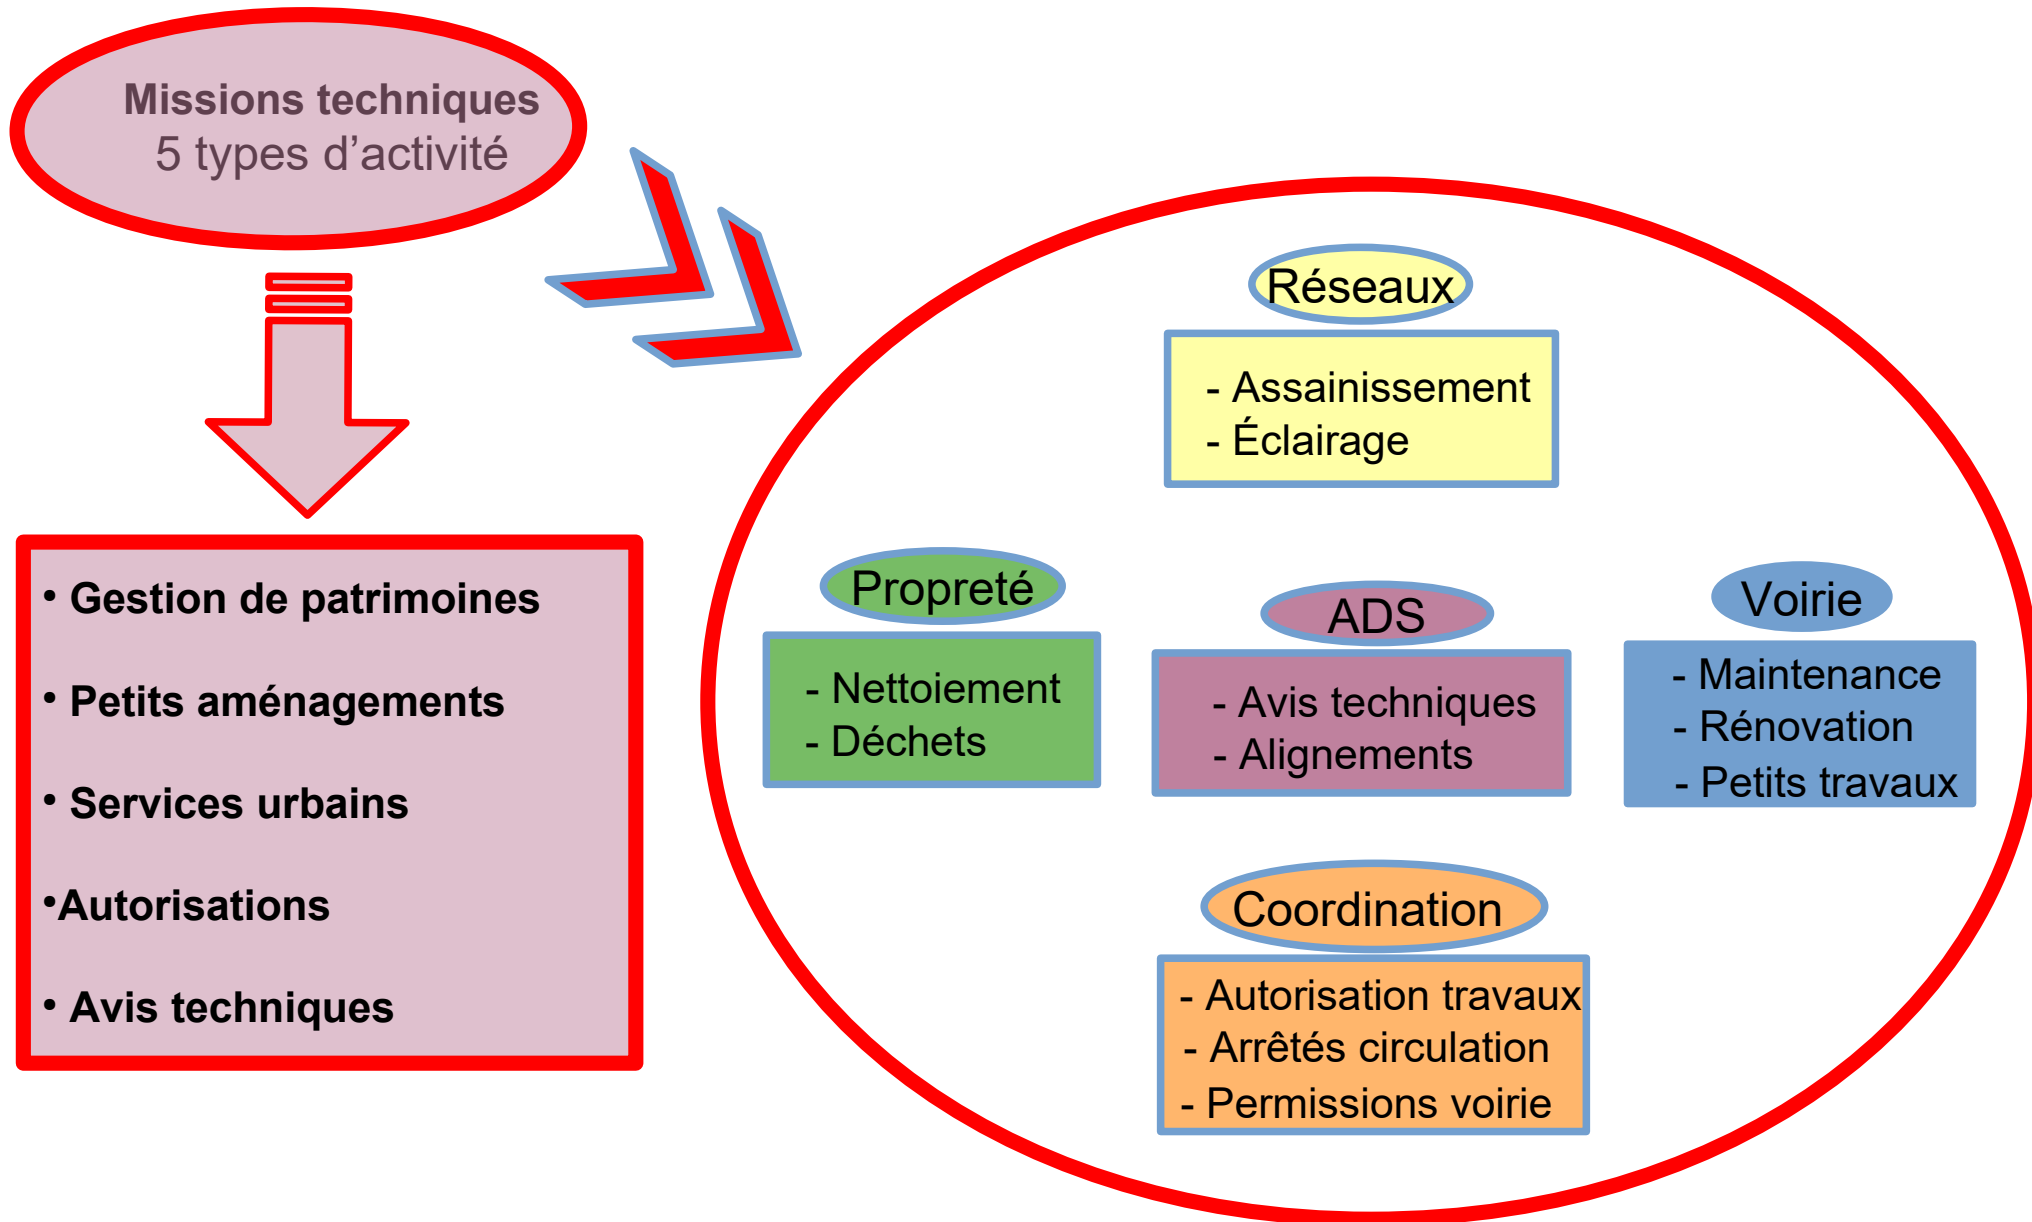 Missions techniques
5 types d’activité
• Gestion de patrimoines
• Petits aménagements
• Services urbains
•Autorisations
• Avis techniques
Réseaux
- Assainissement
- Éclairage
Propreté
- Nettoiement
- Déchets
ADS
- Avis techniques
- Alignements
Voirie
- Maintenance
- Rénovation
- Petits travaux
Coordination
- Autorisation travaux
- Arrêtés circulation
- Permissions voirie